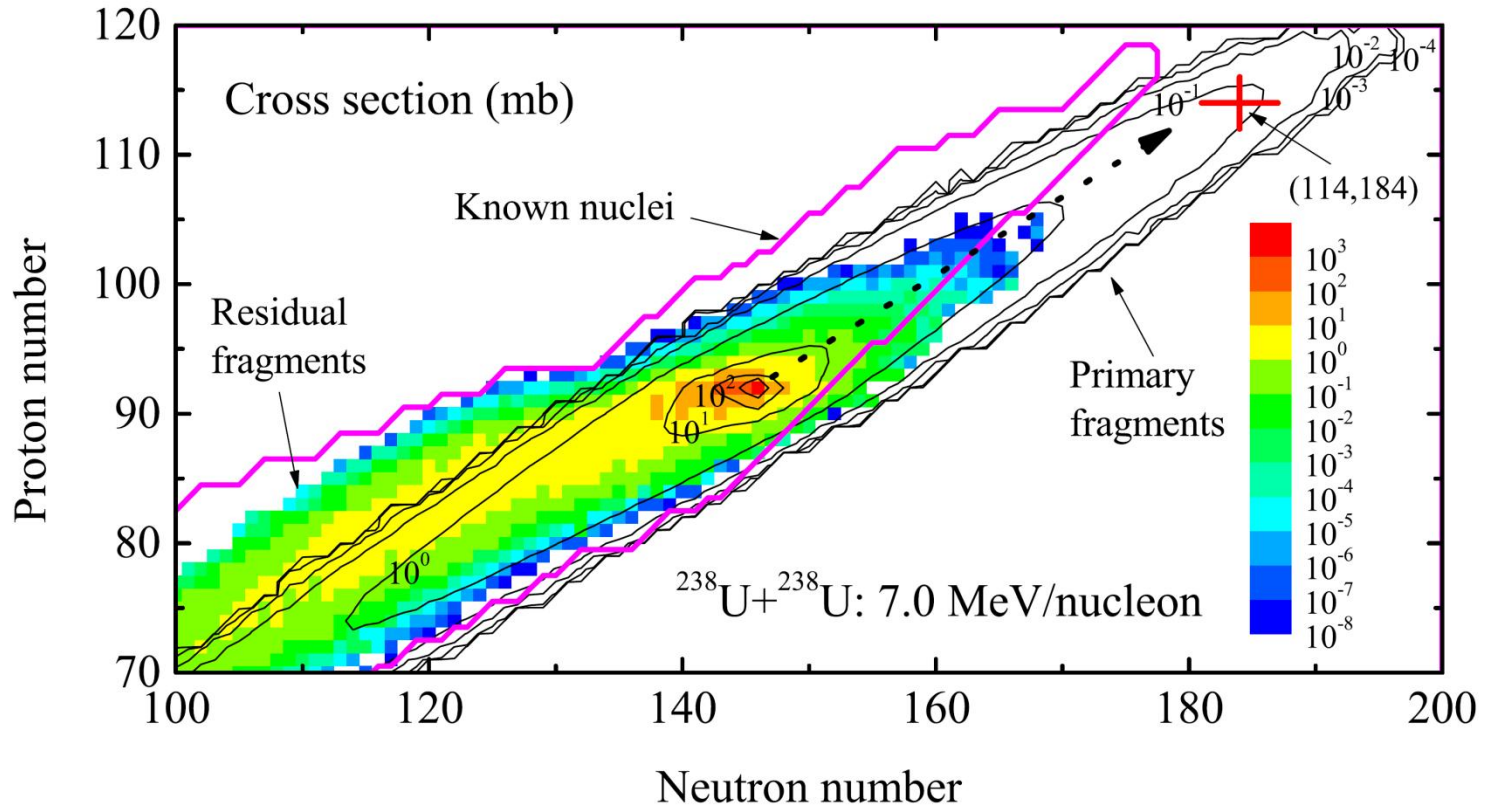 120
110
100
90
80
70
Proton number
Cross section (mb)
Known nuclei
Residual
fragments
Primary
fragments
(114,184)
10⁻² 10⁻⁴
10⁻³
10⁻¹
10²
10¹
10⁰
²³⁸U+²³⁸U: 7.0 MeV/nucleon
10³
10²
10¹
10⁰
10⁻¹
10⁻²
10⁻³
10⁻⁴
10⁻⁵
10⁻⁶
10⁻⁷
10⁻⁸
100 120 140 160 180 200
Neutron number